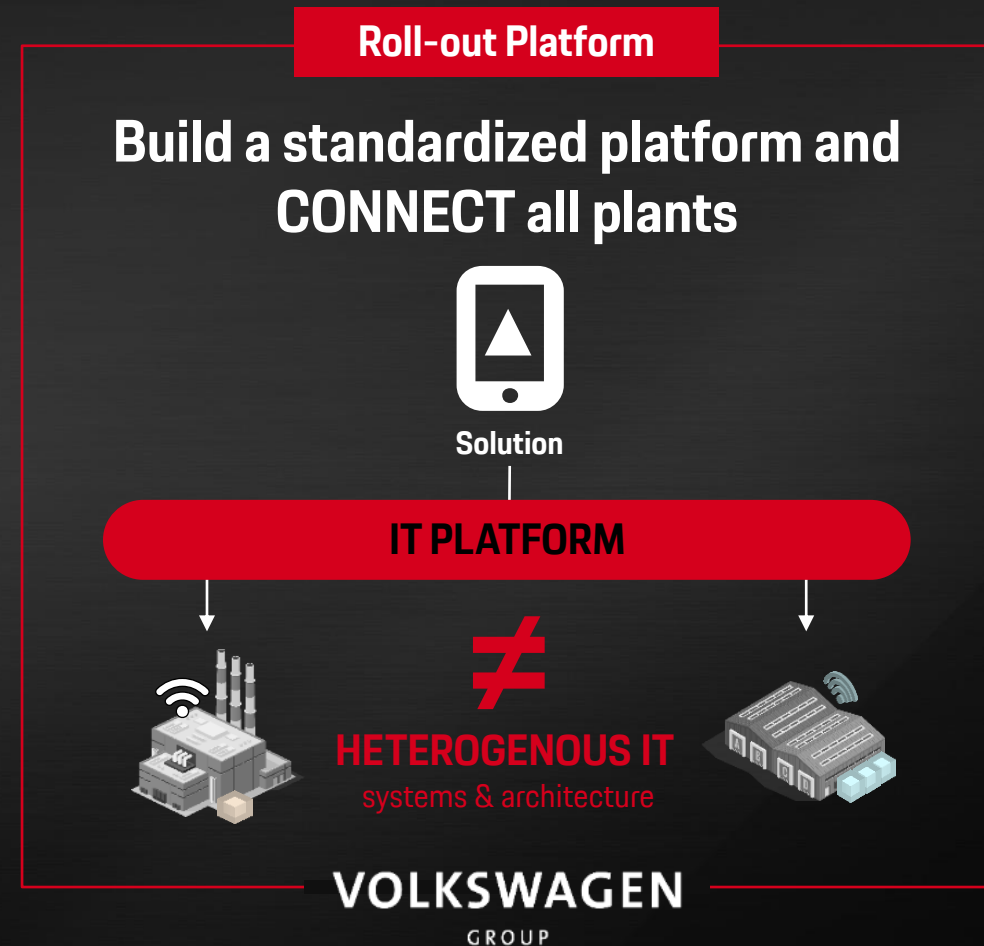 Roll-out Platform
Build a standardized platform and
CONNECT all plants
Solution
IT PLATFORM
≠
HETEROGENOUS IT
systems & architecture
A B C D
VOLKSWAGEN
GROUP